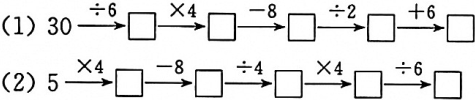 (1) 30 ÷6→ □ ×4→ □ −8→ □ ÷2→ □ +6→ □
(2) 5 ×4→ □ −8→ □ ÷4→ □ ×4→ □ ÷6→ □